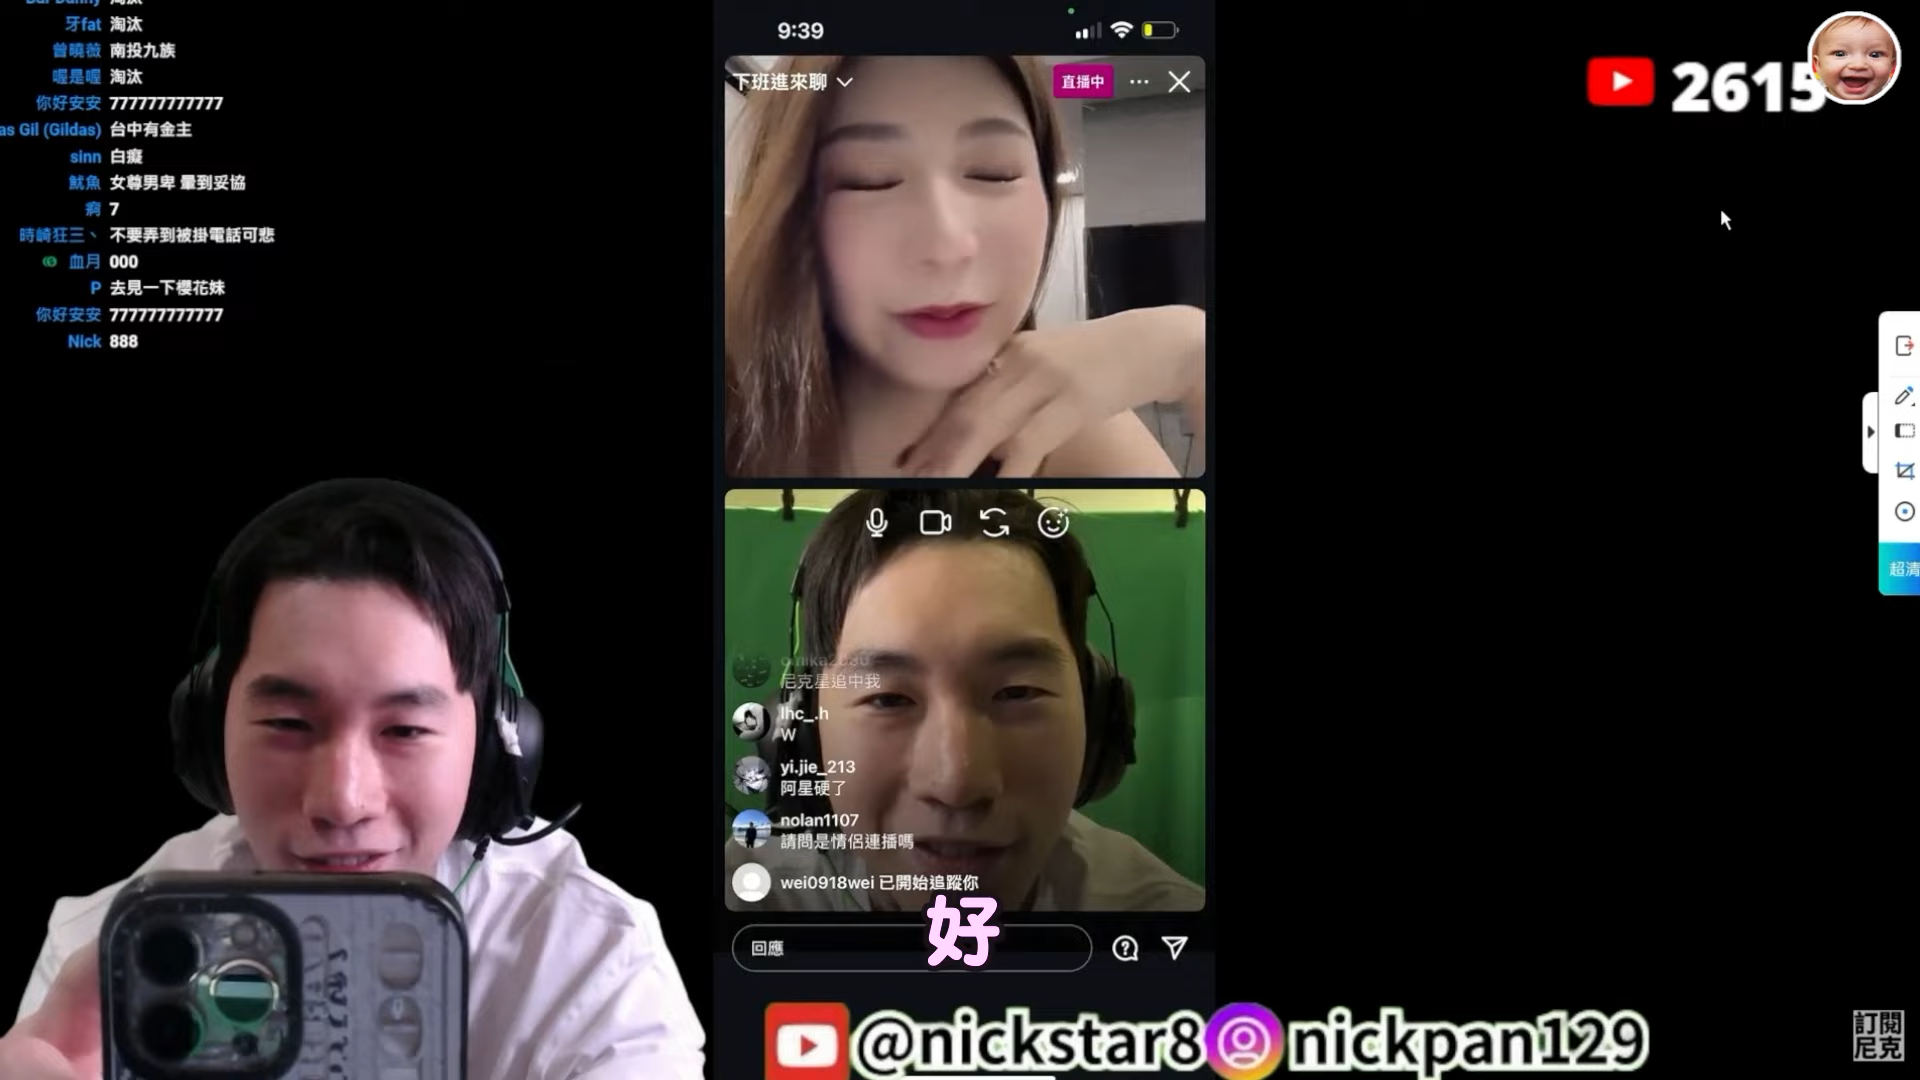 牙fat 淘汰
曾曉薇 南投九族
喔是喔 淘汰
你好安安 777777777777
as Gil (Gildas) 台中有金主
sinn 白癡
魷魚 女尊男卑 暈到妥協
痾 7
時崎狂三丶 不要弄到被掛電話可悲
血月 000
P 去見一下櫻花妹
你好安安 777777777777
Nick 888
9:39
下班進來聊
直播中
尼克星追中我
lhc_.h
W
yi.jie_213
阿星硬了
nolan1107
請問是情侶連播嗎
wei0918wei 已開始追蹤你
好
回應
@nickstar8
nickpan129
2615
超清
訂閱
尼克